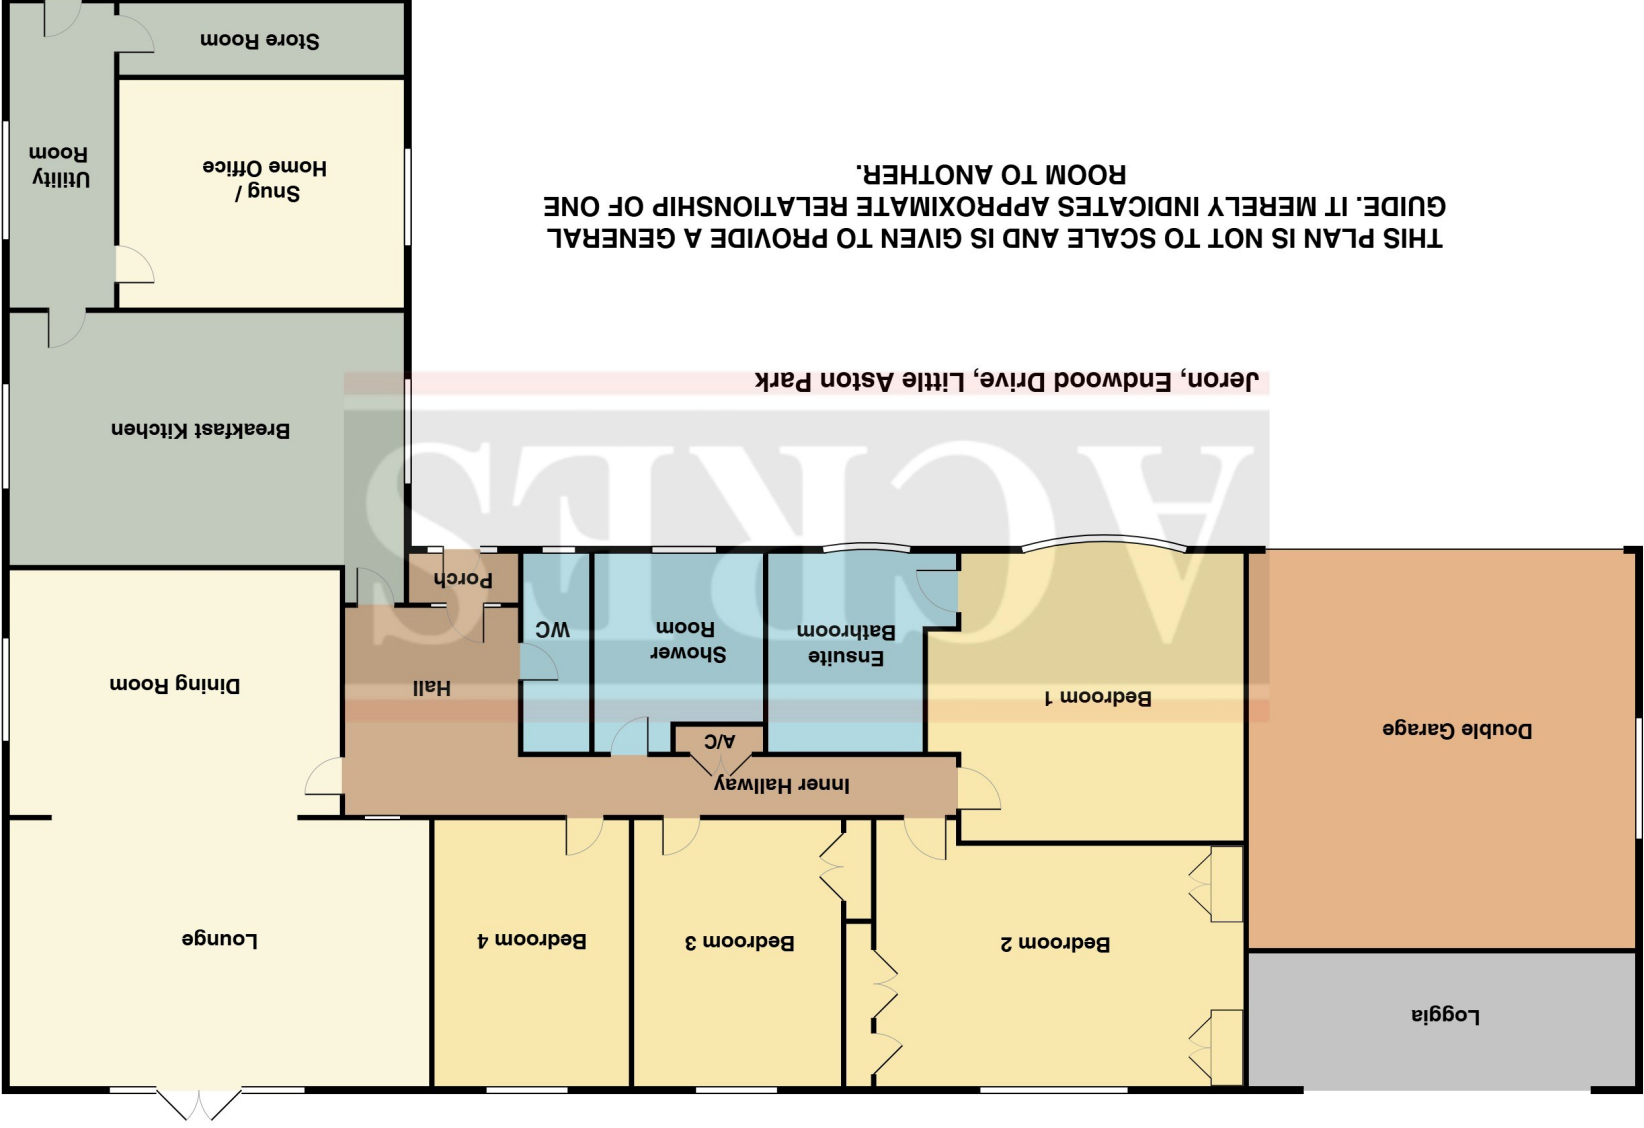 Loggia
Bedroom 2
Bedroom 3
Bedroom 4
Lounge
Inner Hallway
A/C
Double Garage
Bedroom 1
Hall
Dining Room
Ensuite
Bathroom
Shower
Room
WC
Porch
ACRES
Breakfast Kitchen
Jeron, Endwood Drive, Little Aston Park
THIS PLAN IS NOT TO SCALE AND IS GIVEN TO PROVIDE A GENERAL
GUIDE. IT MERELY INDICATES APPROXIMATE RELATIONSHIP OF ONE
ROOM TO ANOTHER.
Snug /
Home Office
Utility
Room
Store Room